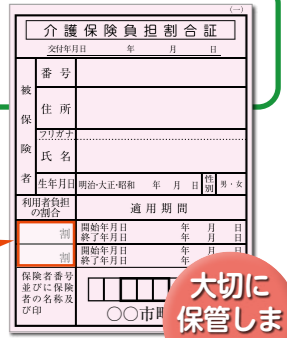 (一)
介護保険負担割合証
交付年月日 年 月 日
被保険者
番号
住所
フリガナ
氏名
生年月日 明治・大正・昭和 年 月 日 性別 男・女
利用者負担の割合 適用期間
割 開始年月日 年 月 日
終了年月日 年 月 日
割 開始年月日 年 月
終了年月日 年
保険者番号
並びに保険
者の名称及
び印
〇〇市町
大切に
保管しま